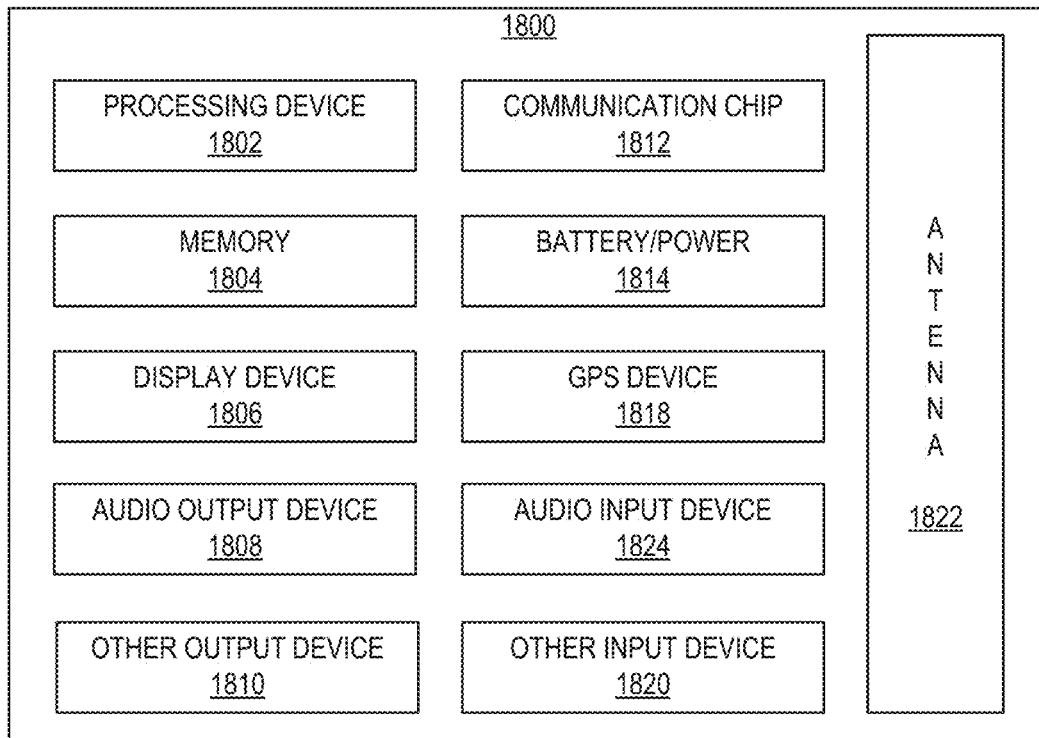 1800
PROCESSING DEVICE
1802
COMMUNICATION CHIP
1812
MEMORY
1804
BATTERY/POWER
1814
DISPLAY DEVICE
1806
GPS DEVICE
1818
AUDIO OUTPUT DEVICE
1808
AUDIO INPUT DEVICE
1824
OTHER OUTPUT DEVICE
1810
OTHER INPUT DEVICE
1820
ANTENNA
1822